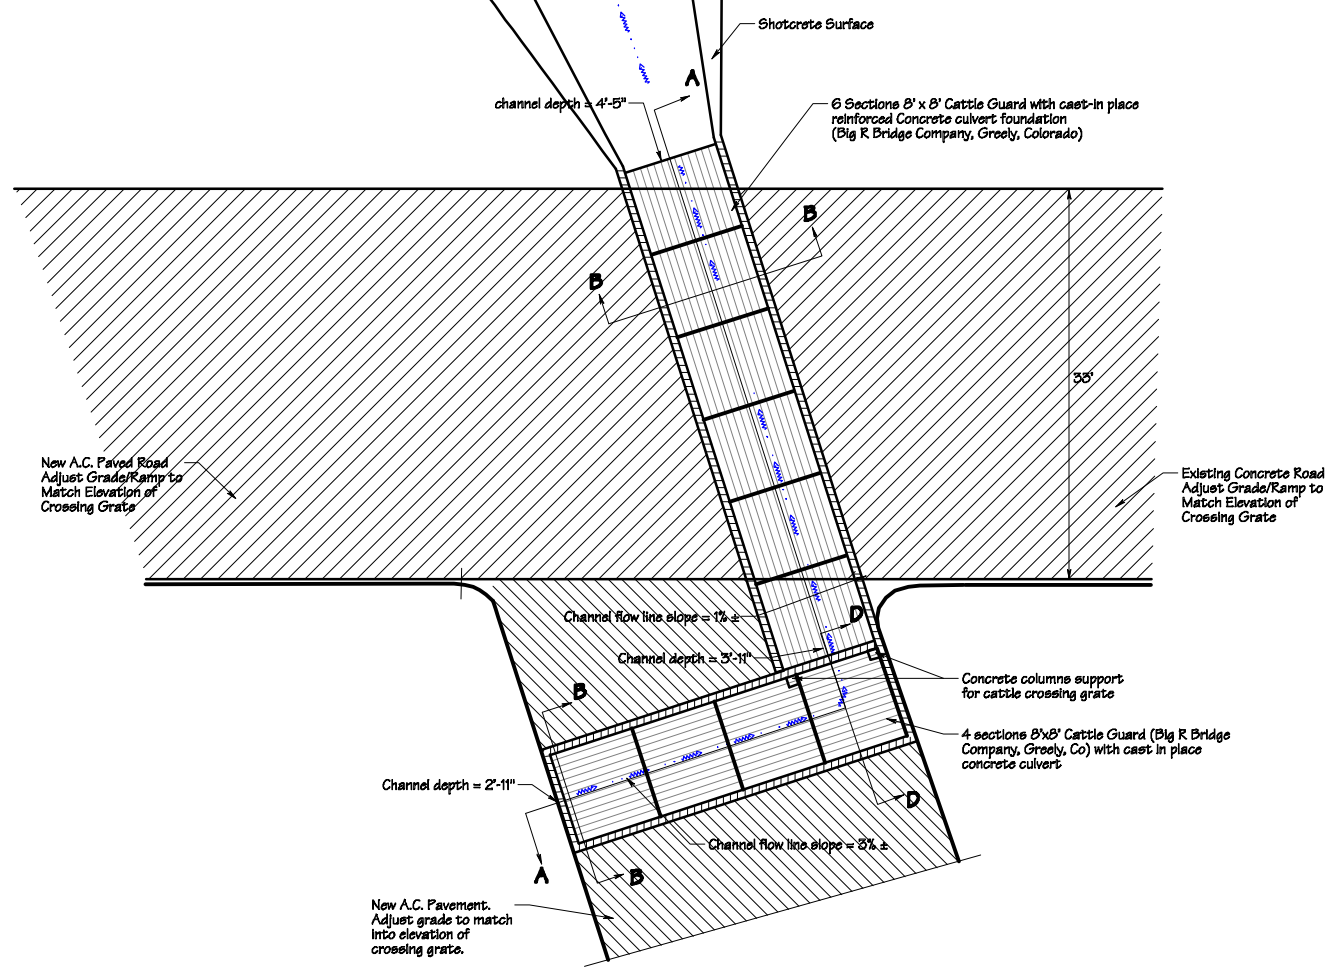 Shotcrete Surface
A
channel depth = 4'-5"
6 Sections 8' x 8' Cattle Guard with cast-in place
reinforced Concrete culvert foundation
(Big R Bridge Company, Greely, Colorado)
B
B
33'
New A.C. Paved Road
Adjust Grade/Ramp to
Match Elevation of
Crossing Grate
Existing Concrete Road
Adjust Grade/Ramp to
Match Elevation of
Crossing Grate
Channel flow line slope = 1% ±
D
Channel depth = 3'-11"
Concrete columns support
for cattle crossing grate
B
4 sections 8'x8' Cattle Guard (Big R Bridge
Company, Greely, Co) with cast in place
concrete culvert
Channel depth = 2'-11"
D
Channel flow line slope = 3% ±
A
B
New A.C. Pavement.
Adjust grade to match
into elevation of
crossing grate.